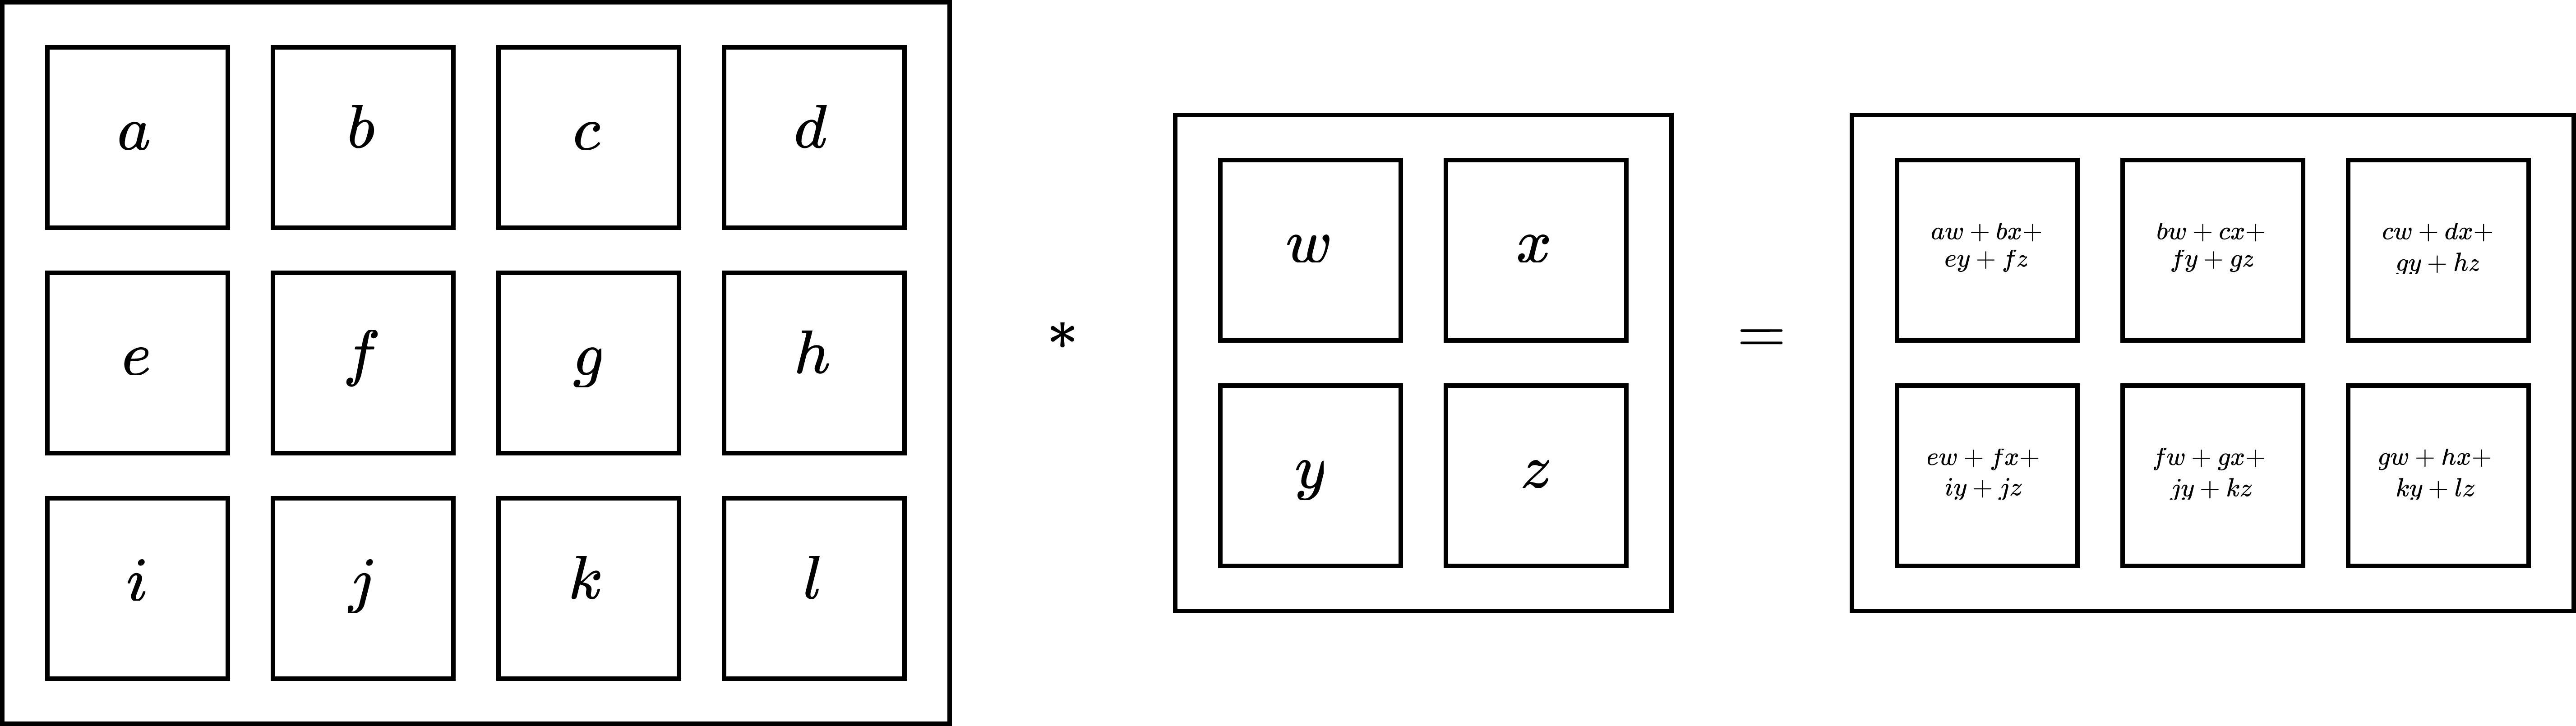 a b c d
e f g h
i j k l
*
w x
y z
=
aw + bx+
ey + fz
bw + cx+
fy + gz
cw + dx+
gy + hz
ew + fx+
iy + jz
fw + gx+
jy + kz
gw + hx+
ky + lz